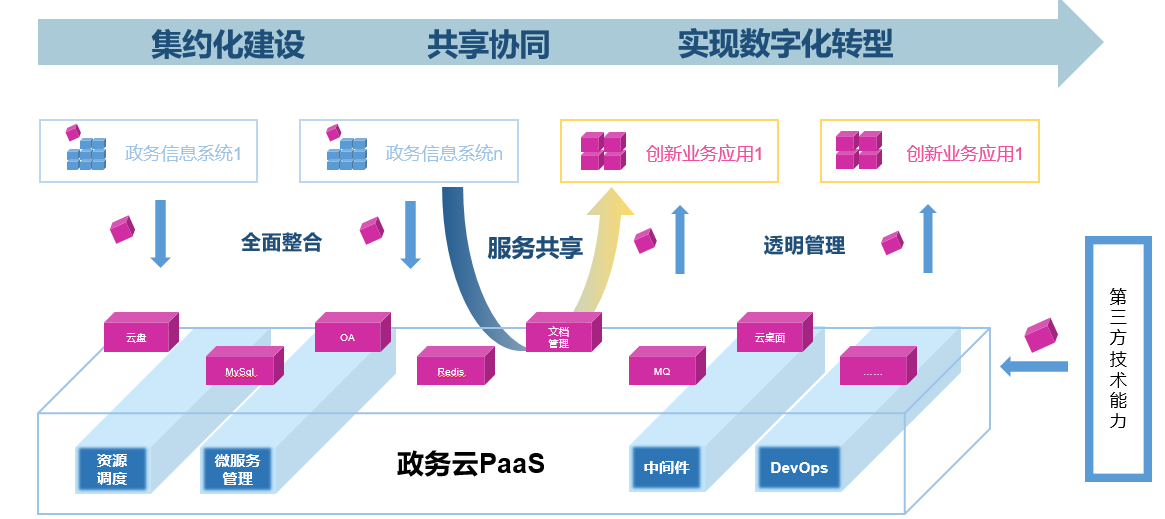 集约化建设
共享协同
实现数字化转型
政务信息系统1
政务信息系统n
创新业务应用1
创新业务应用1
全面整合
服务共享
透明管理
云盘
OA
文档
管理
云桌面
MySql
Redis
MQ
......
第三方技术能力
资源
调度
微服务
管理
政务云PaaS
中间件
DevOps